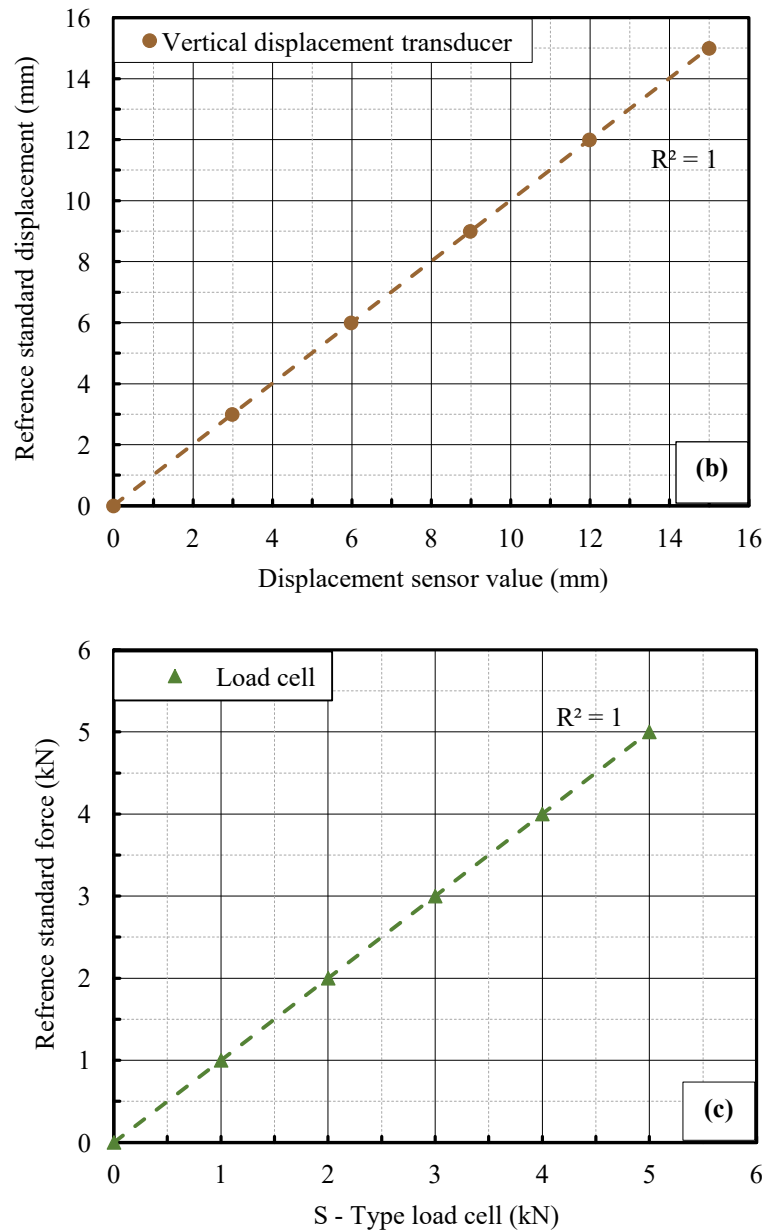 16
14
12
10
8
6
4
2
0
Refrence standard displacement (mm)
Vertical displacement transducer
R² = 1
(b)
0 2 4 6 8 10 12 14 16
Displacement sensor value (mm)
6
5
4
3
2
1
0
Refrence standard force (kN)
Load cell
R² = 1
(c)
0 1 2 3 4 5 6
S - Type load cell (kN)